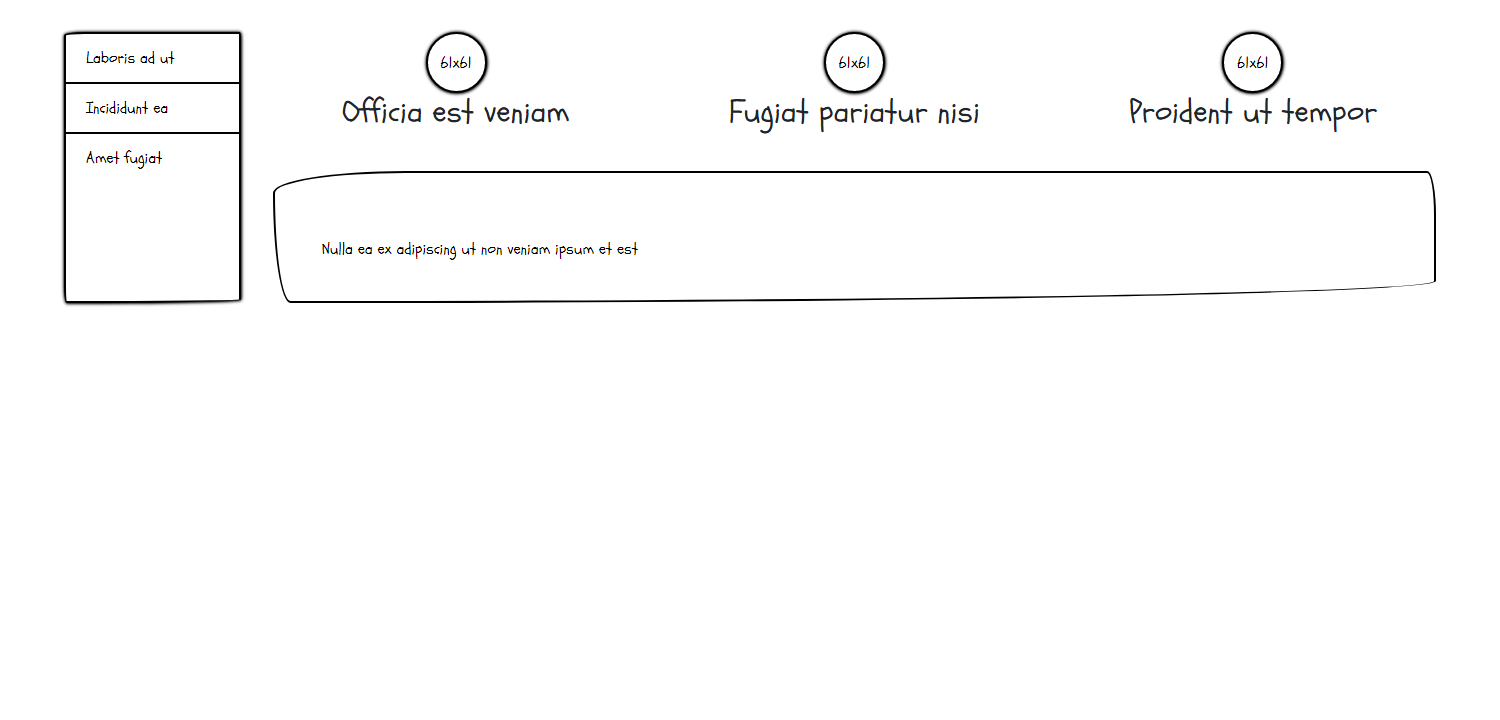 Laboris ad ut
Incididunt ea
Amet fugiat
61x61
Officia est veniam
61x61
Fugiat pariatur nisi
61x61
Proident ut tempor
Nulla ea ex adipiscing ut non veniam ipsum et est